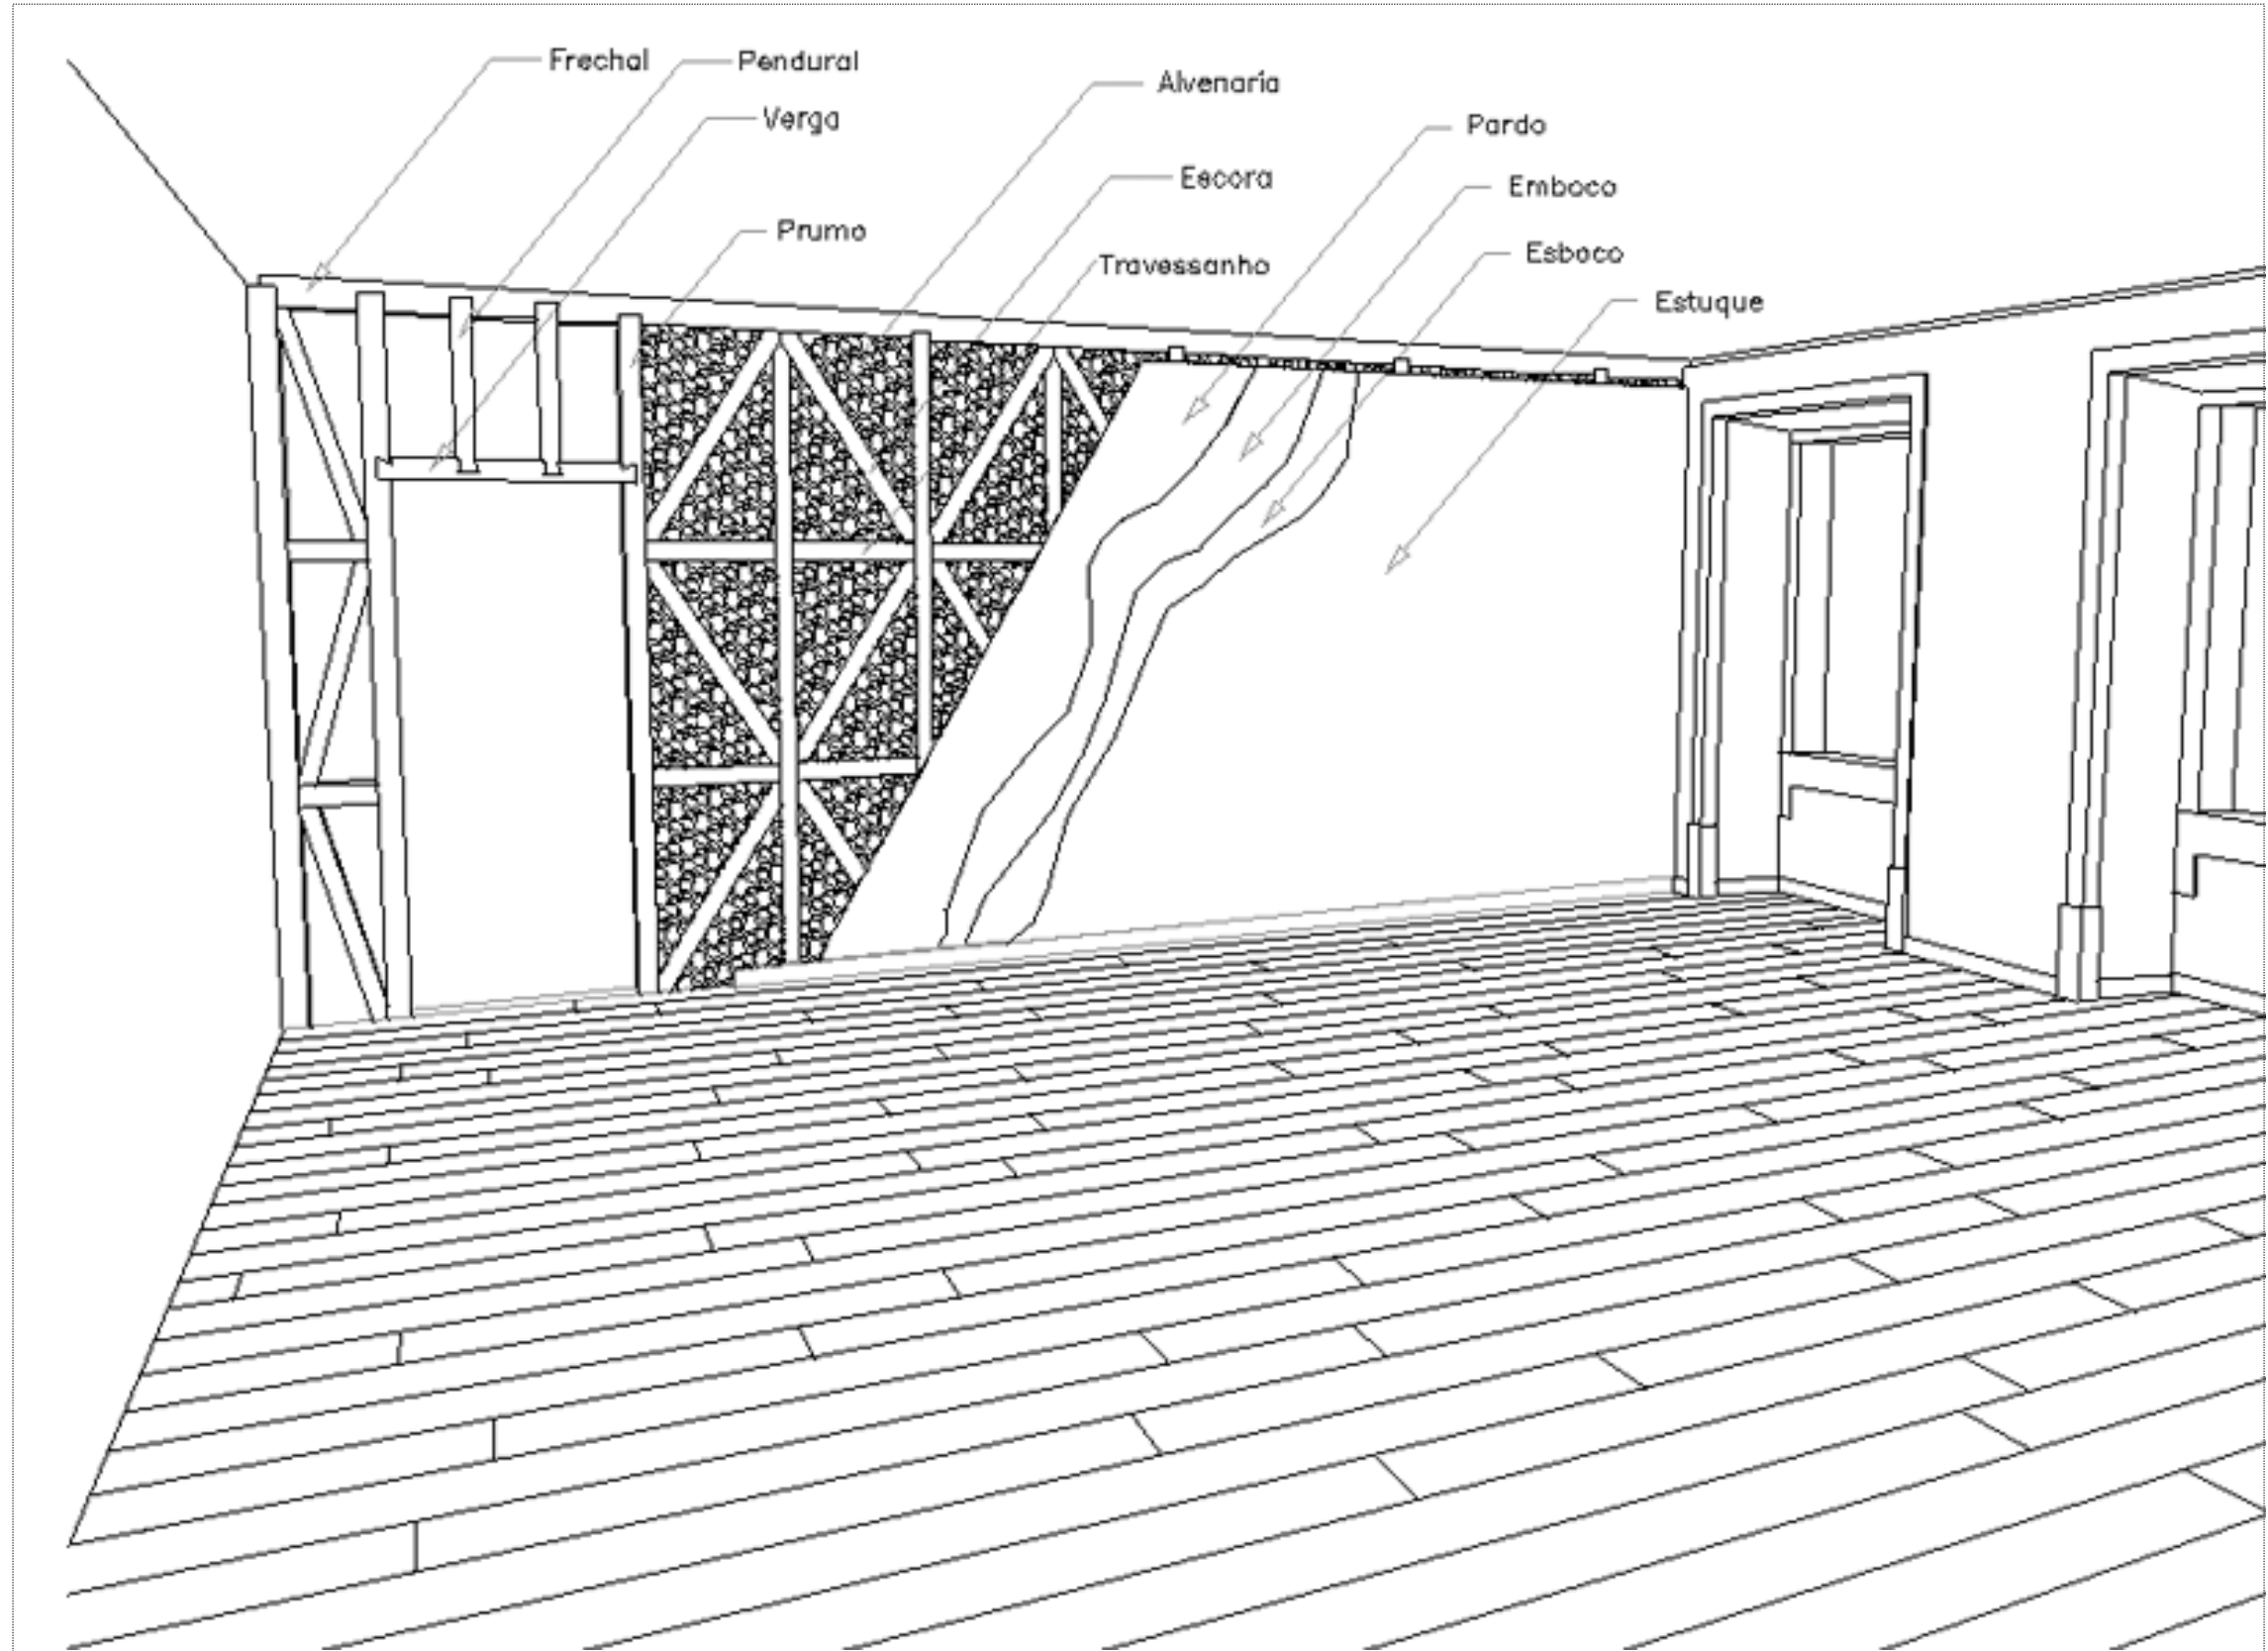 Frechal
Pendural
Alvenaria
Verga
Pardo
Escora
Emboco
Prumo
Esboco
Travessanho
Estuque